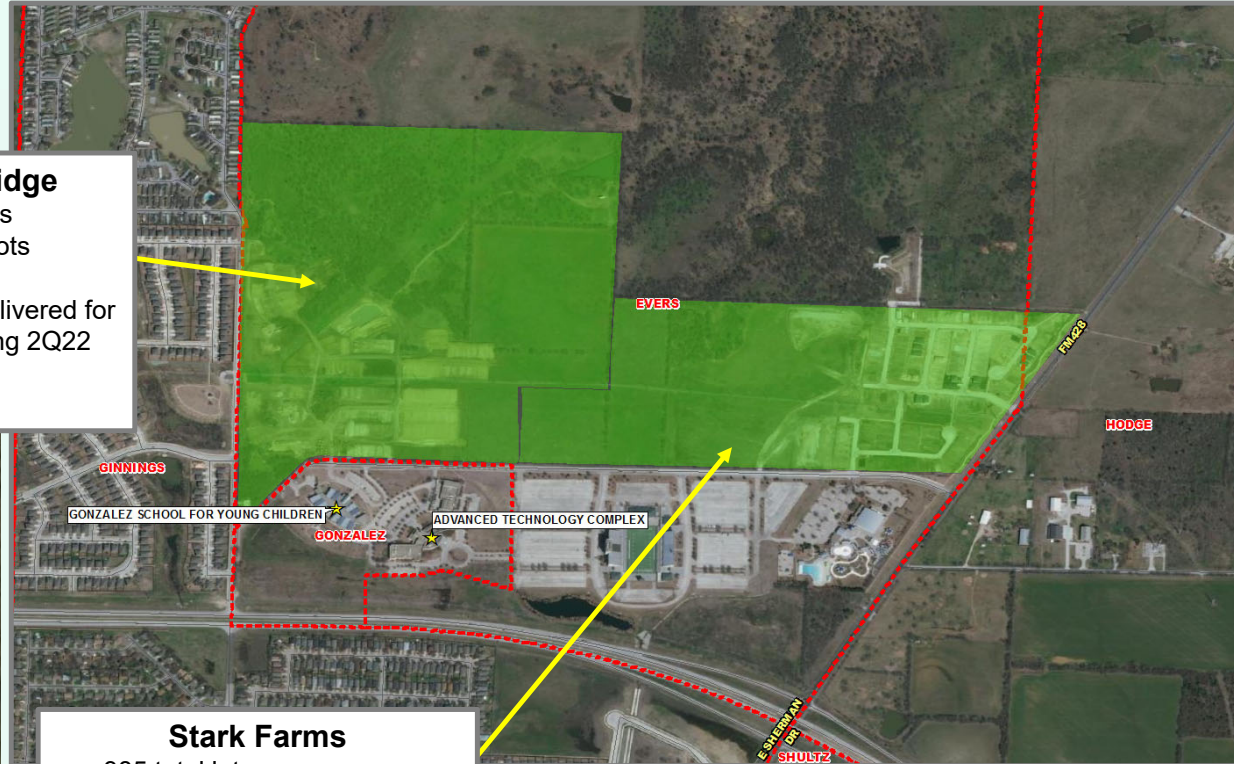 idge
s
ots
livered for
ng 2Q22
EVERS
FM428
HODGE
GINNINGS
GONZALEZ SCHOOL FOR YOUNG CHILDREN
ADVANCED TECHNOLOGY COMPLEX
GONZALEZ
Stark Farms
E SHERMAN
DR
SHULTZ